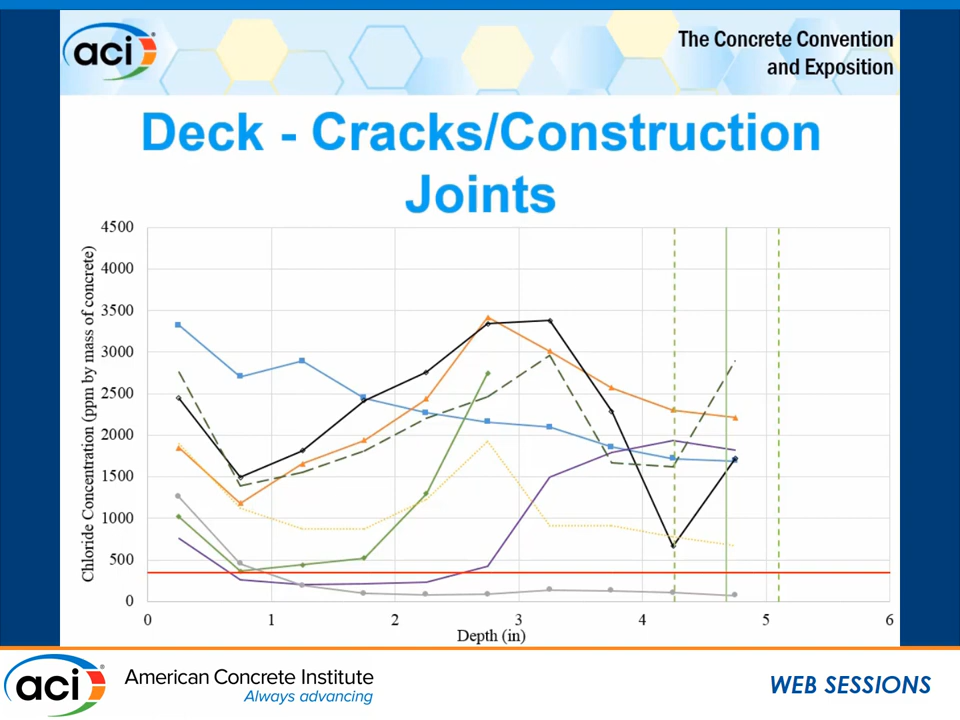 aci
®
The Concrete Convention
and Exposition
Deck - Cracks/Construction
Joints
Chloride Concentration (ppm by mass of concrete)
4500
4000
3500
3000
2500
2000
1500
1000
500
0
0 1 2 3 4 5 6
Depth (in)
aci
®
American Concrete Institute
Always advancing
WEB SESSIONS